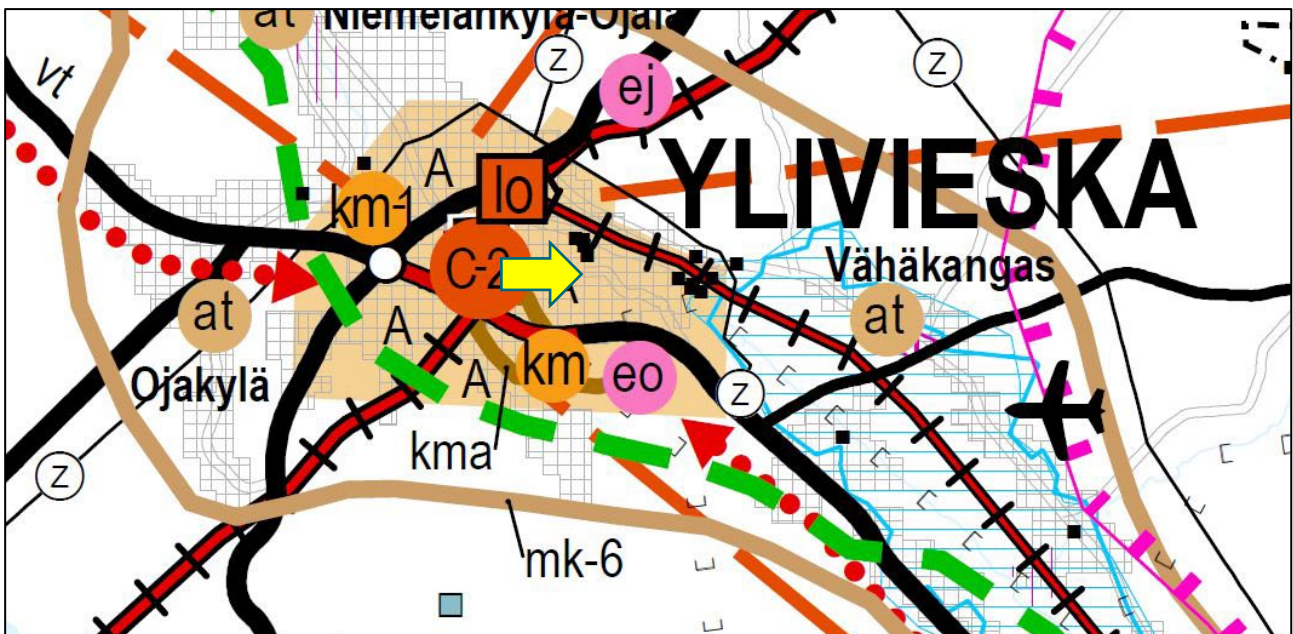 at
Niemelänkylä-Ojala
vt
z
z
ej
YLIVIESKA
A
lo
km-1
C-2
A
Vähäkangas
at
at
A
Ojakylä
A
km
eo
z
kma
z
mk-6